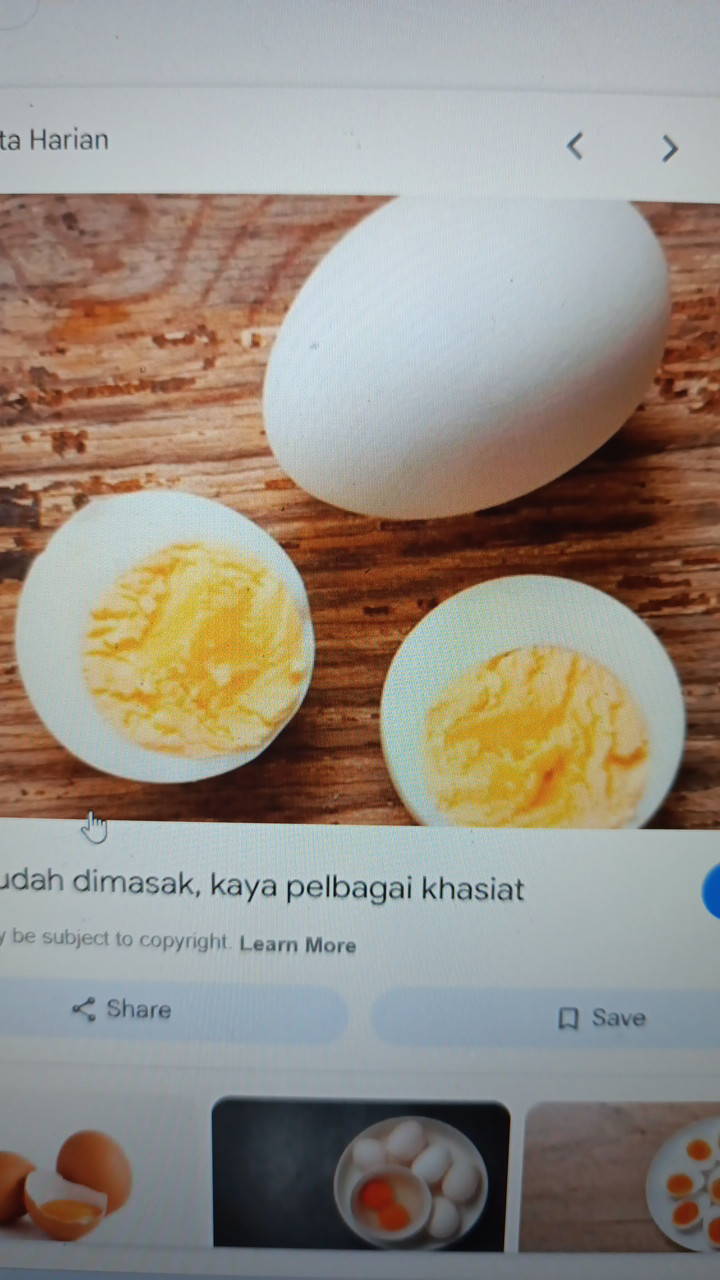 ta Harian
udah dimasak, kaya pelbagai khasiat
y be subject to copyright. Learn More
Share
Save